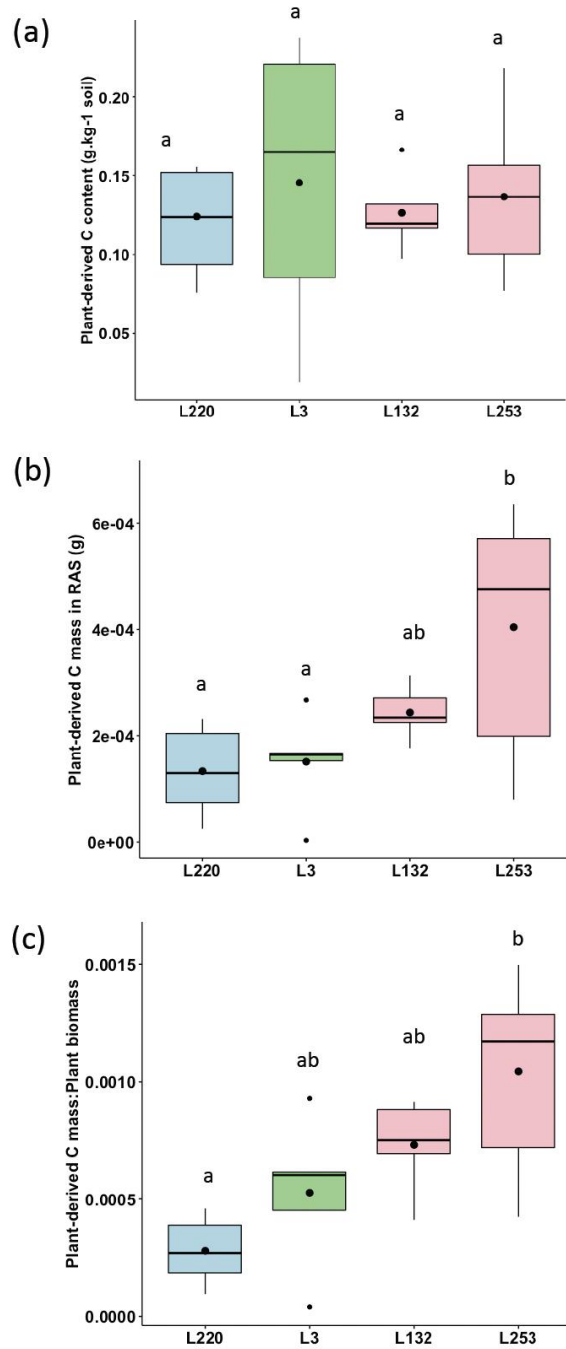 (a)
Plant-derived C content (g.kg-1 soil)
0.20
0.15
0.10
0.05
a
a
a
a
L220
L3
L132
L253
(b)
Plant-derived C mass in RAS (g)
6e-04
4e-04
2e-04
0e+00
a
a
ab
b
L220
L3
L132
L253
(c)
Plant-derived C mass:Plant biomass
0.0015
0.0010
0.0005
0.0000
a
ab
ab
b
L220
L3
L132
L253